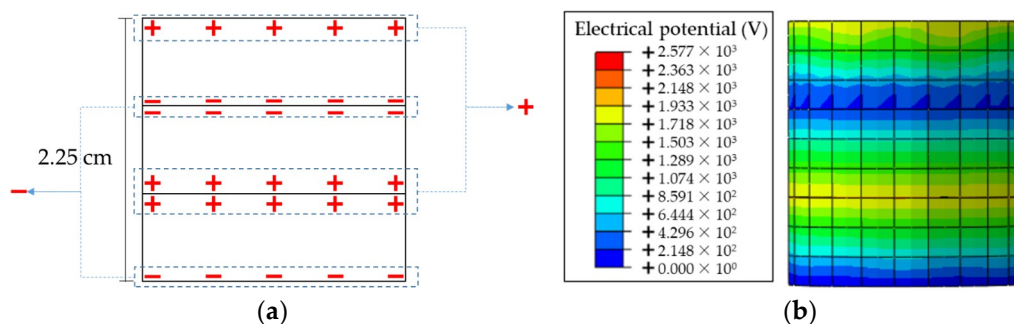 + + + + +
− − − − −
− − − − −
2.25 cm
+
−
+ + + + +
+ + + + +
− − − − −
(a)
Electrical potential (V)
+ 2.577 × 10³
+ 2.363 × 10³
+ 2.148 × 10³
+ 1.933 × 10³
+ 1.718 × 10³
+ 1.503 × 10³
+ 1.289 × 10³
+ 1.074 × 10³
+ 8.591 × 10²
+ 6.444 × 10²
+ 4.296 × 10²
+ 2.148 × 10²
+ 0.000 × 10⁰
(b)